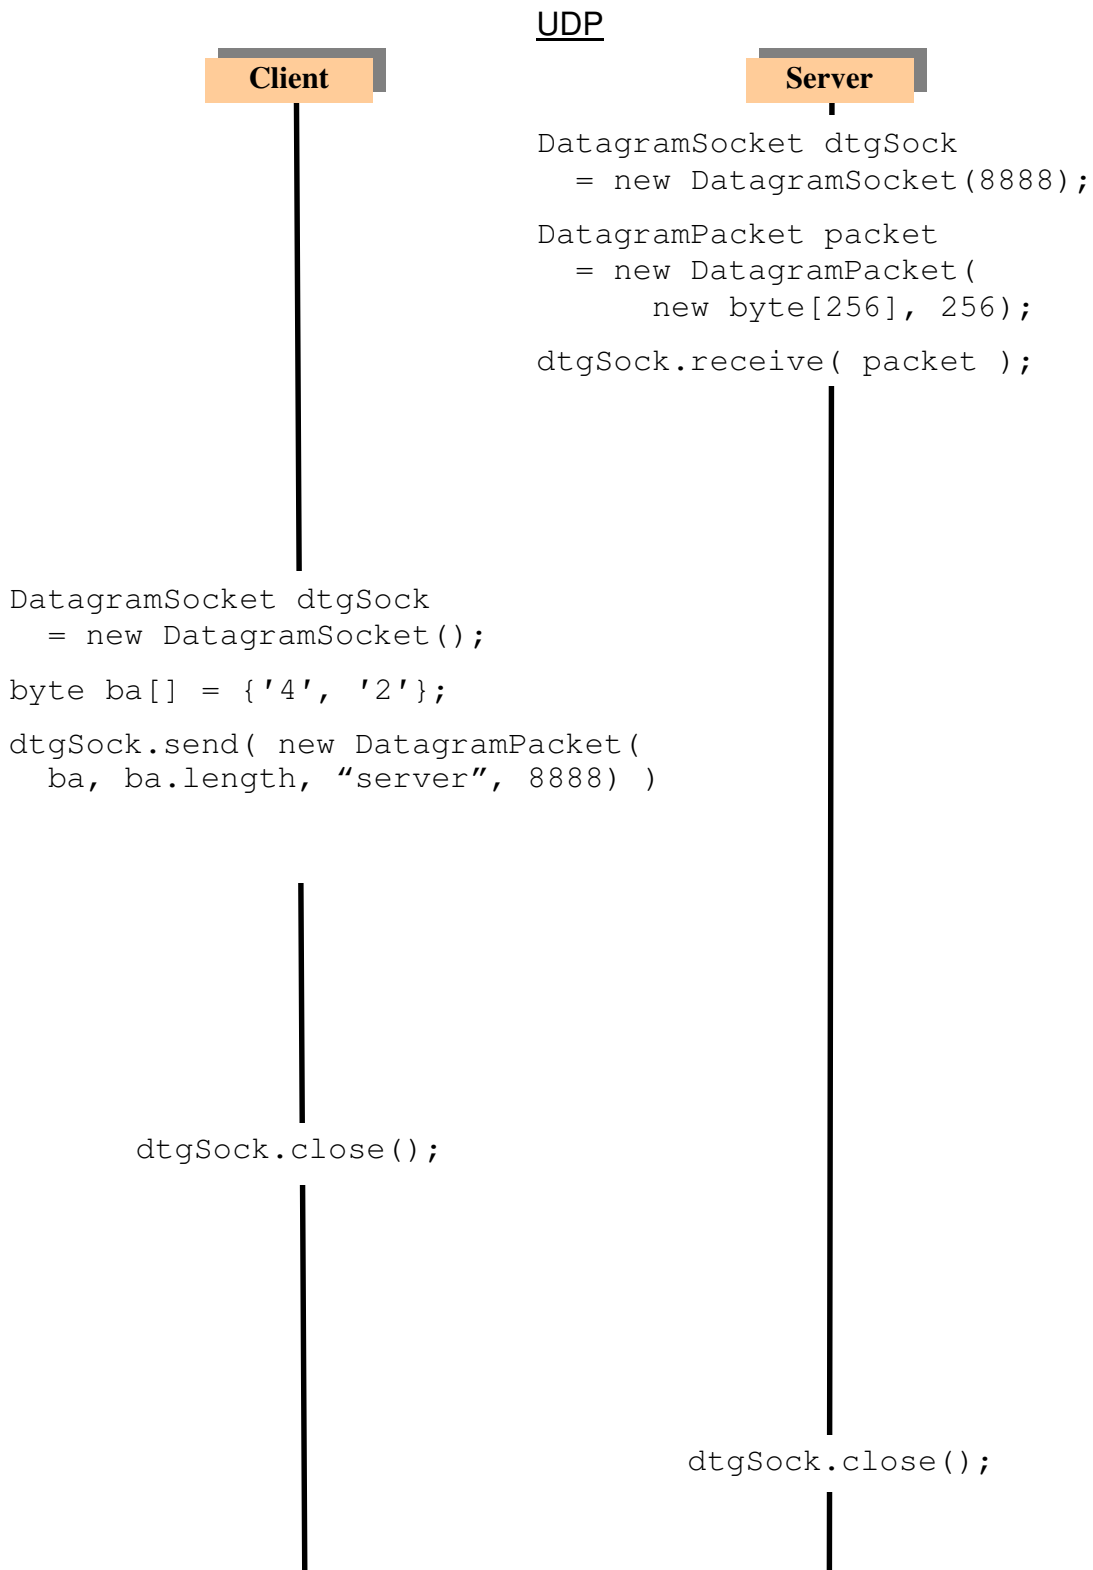 UDP
Client
Server
DatagramSocket dtgSock
= new DatagramSocket(8888);
DatagramPacket packet
= new DatagramPacket(
new byte[256], 256);
dtgSock.receive( packet );
DatagramSocket dtgSock
= new DatagramSocket();
byte ba[] = {'4', '2'};
dtgSock.send( new DatagramPacket(
ba, ba.length, “server”, 8888) )
dtgSock.close();
dtgSock.close();